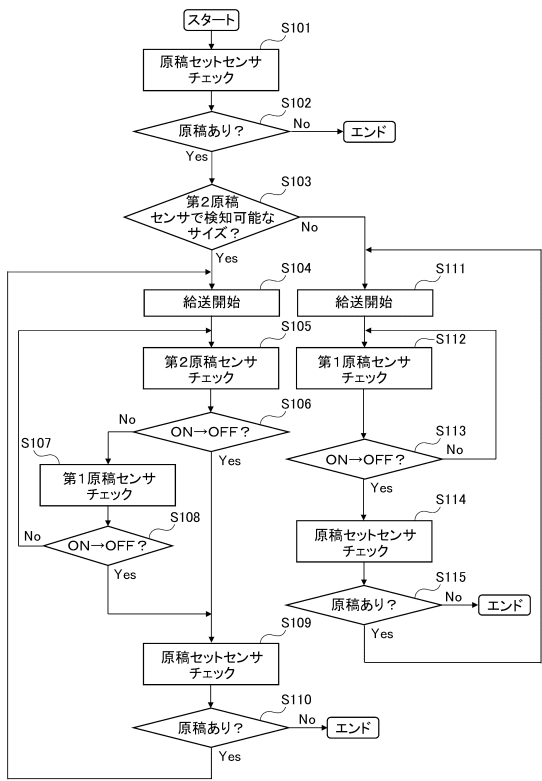 スタート
S101
原稿セットセンサ
チェック
S102
原稿あり？
No
エンド
Yes
S103
第２原稿
センサで検知可能な
サイズ？
No
Yes
S104
給送開始
S111
給送開始
S105
第２原稿センサ
チェック
S112
第１原稿センサ
チェック
S106
ON→OFF？
No
Yes
S107
第１原稿センサ
チェック
S108
ON→OFF？
No
Yes
S113
ON→OFF？
No
Yes
S114
原稿セットセンサ
チェック
S115
原稿あり？
No
エンド
Yes
S109
原稿セットセンサ
チェック
S110
原稿あり？
No
エンド
Yes